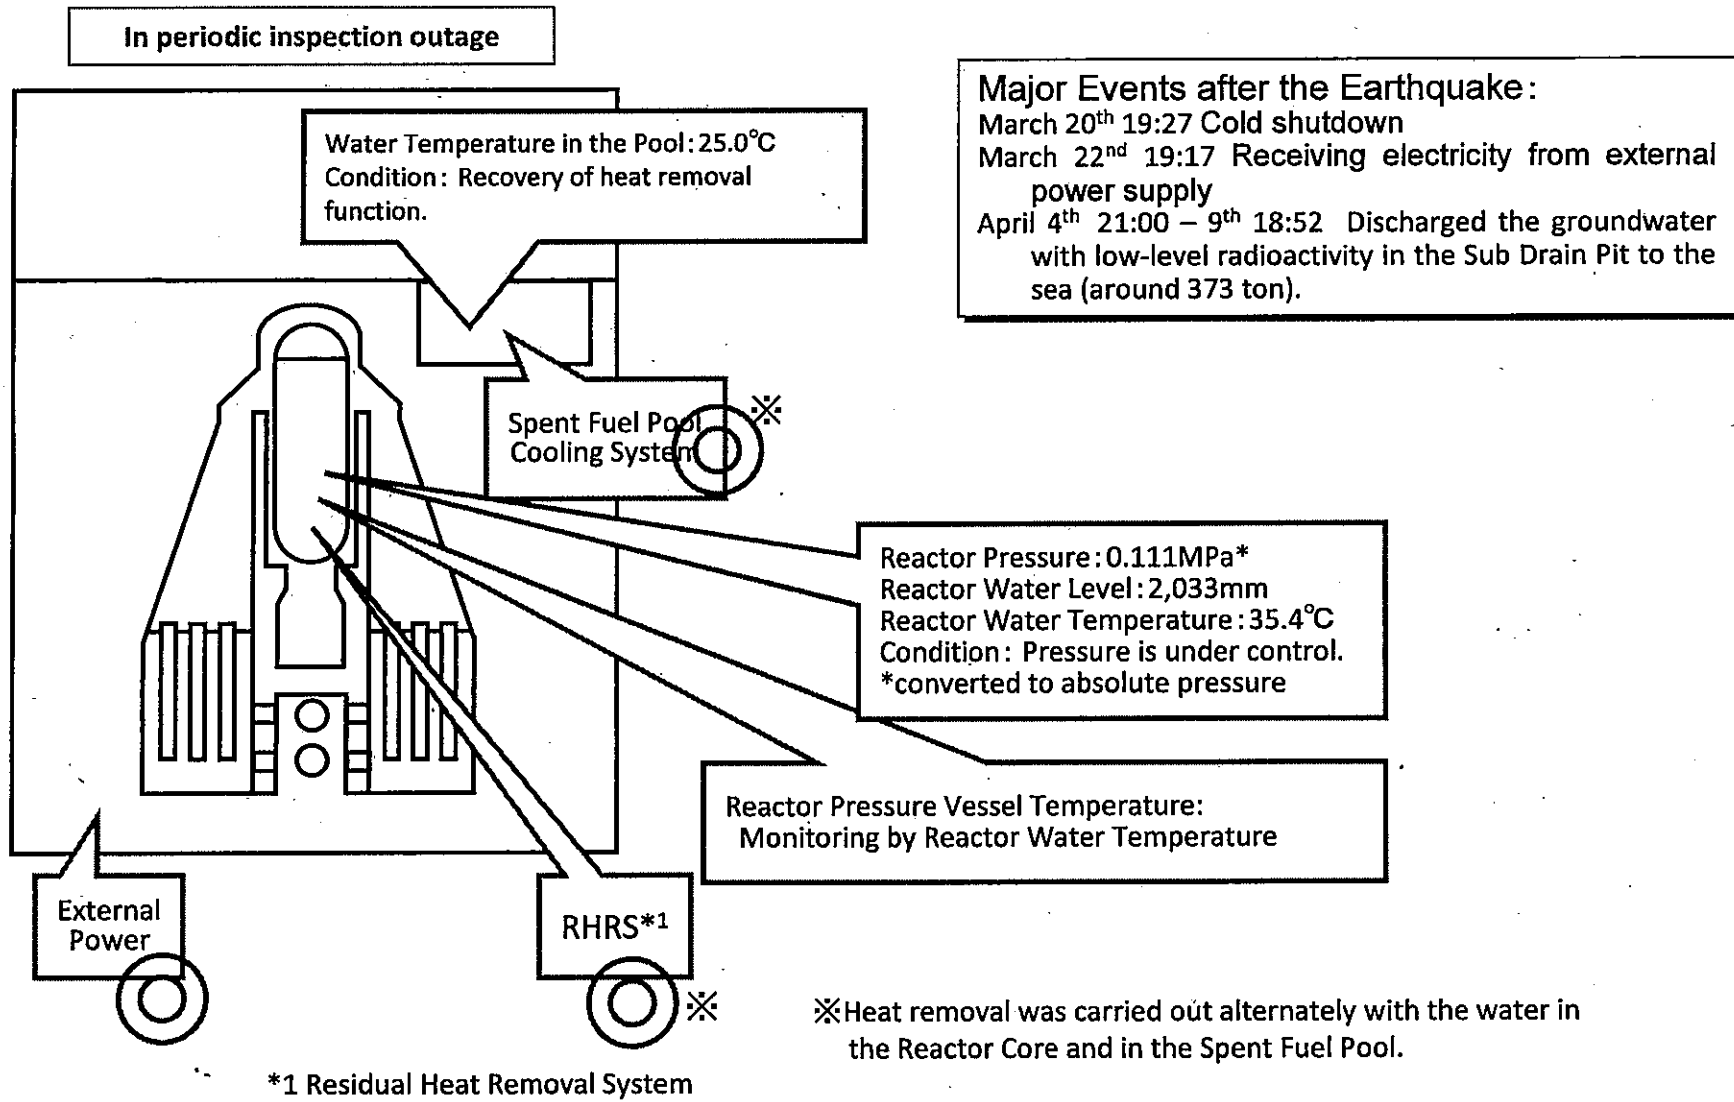 In periodic inspection outage
Major Events after the Earthquake:
March 20th 19:27 Cold shutdown
March 22nd 19:17 Receiving electricity from external
power supply
April 4th 21:00 – 9th 18:52 Discharged the groundwater
with low-level radioactivity in the Sub Drain Pit to the
sea (around 373 ton).
Water Temperature in the Pool: 25.0℃
Condition: Recovery of heat removal
function.
Spent Fuel Pool
Cooling System
※
Reactor Pressure: 0.111MPa*
Reactor Water Level: 2,033mm
Reactor Water Temperature: 35.4℃
Condition: Pressure is under control.
*converted to absolute pressure
Reactor Pressure Vessel Temperature:
Monitoring by Reactor Water Temperature
External
Power
RHRS*1
※
※Heat removal was carried out alternately with the water in
the Reactor Core and in the Spent Fuel Pool.
*1 Residual Heat Removal System